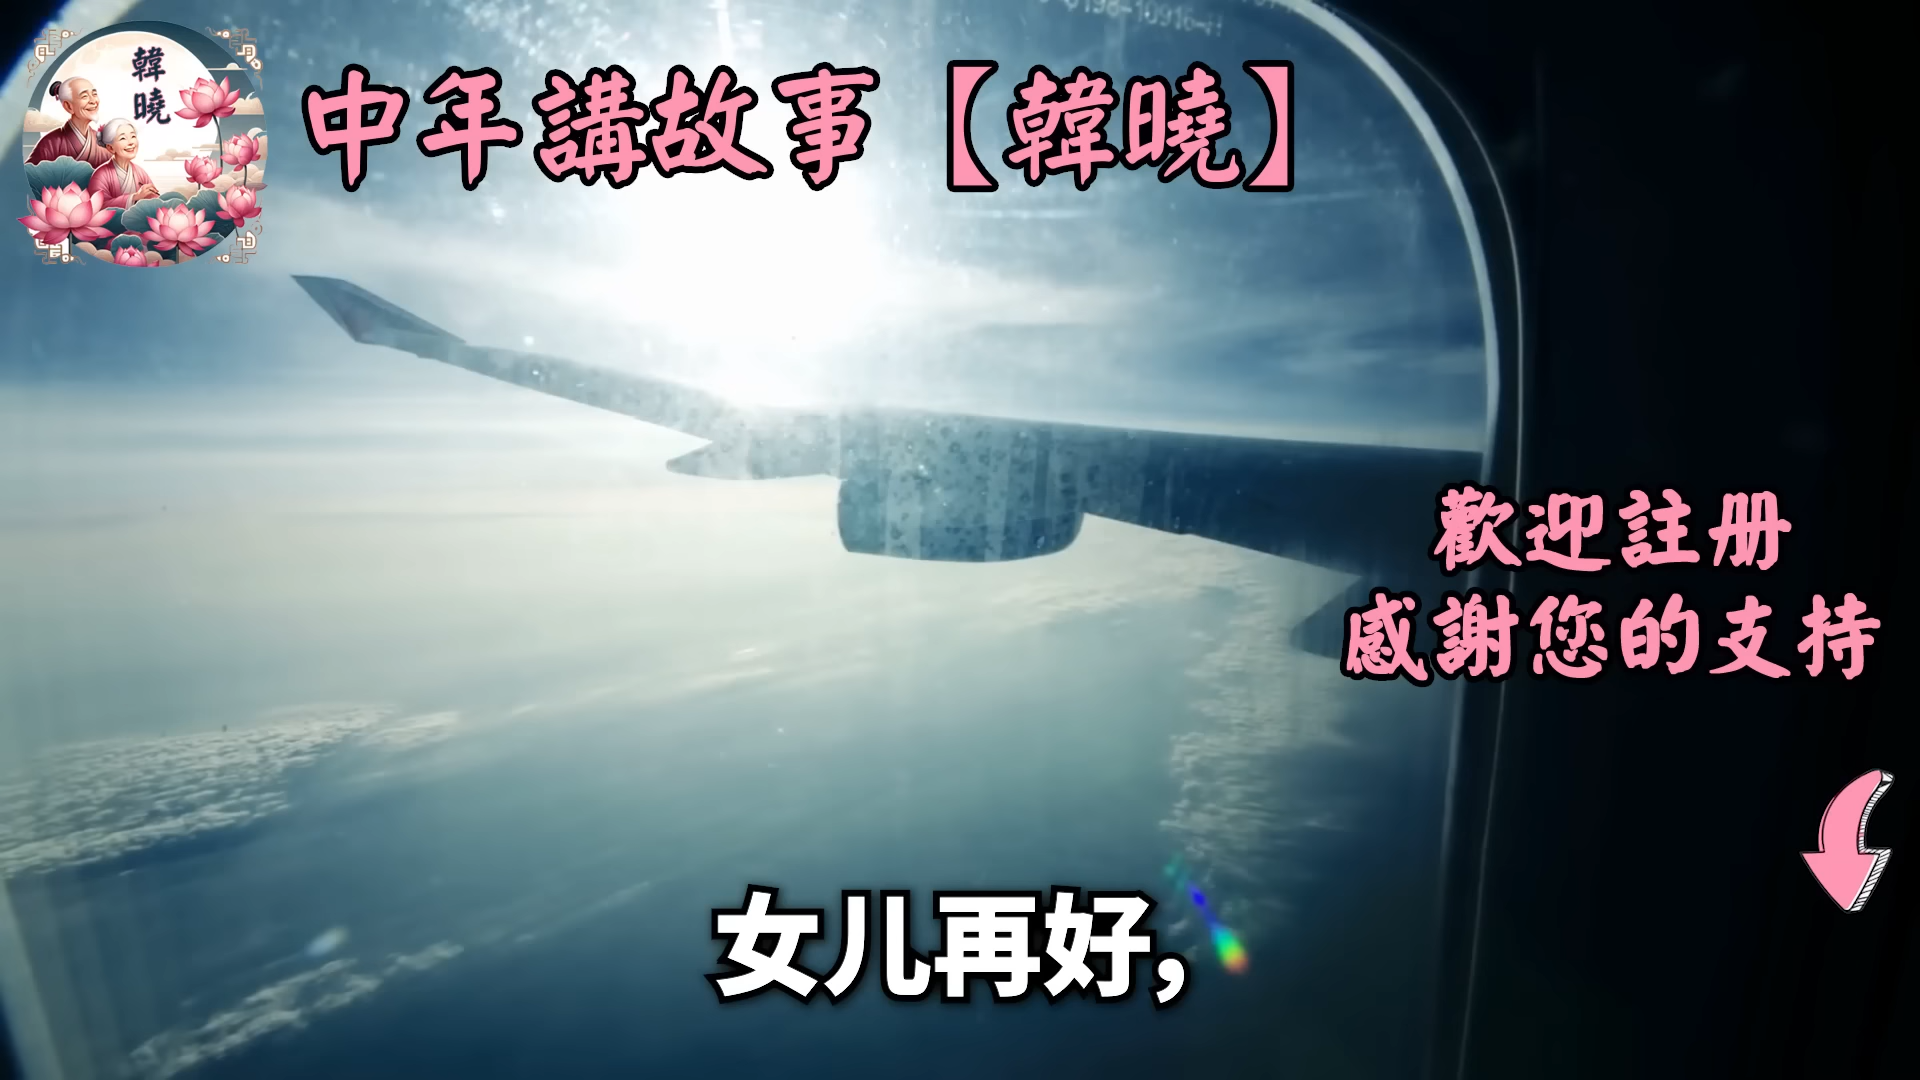 韓
曉
中年講故事【韓曉】
歡迎註册
感謝您的支持
女儿再好，